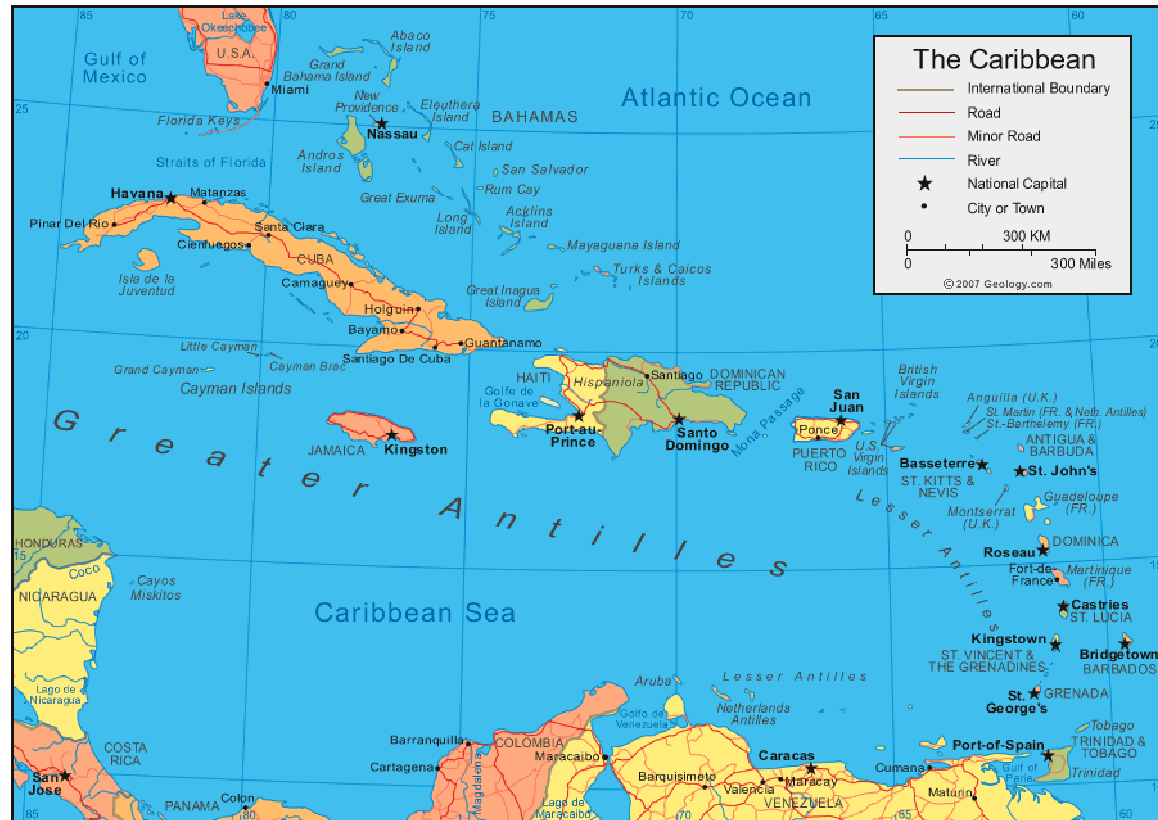 85
80
75
70
65
60
Lake
Okeechobee
U.S.A.
Gulf of
Mexico
Miami
Florida Keys
Straits of Florida
25
25
Abaco
Island
Grand
Bahama Island
New
Providence
Nassau
Eleuthera
Island
BAHAMAS
Atlantic Ocean
Andros
Island
Cat Island
San Salvador
Great Exuma
Rum Cay
Long
Island
Acklins
Island
Mayaguana Island
Turks & Caicos
Islands
Great Inagua
Island
The Caribbean
International Boundary
Road
Minor Road
River
National Capital
City or Town
0
300 KM
0
300 Miles
©2007 Geology.com
Havana
Matanzas
Pinar Del Rio
Santa Clara
Cienfuegos
CUBA
Isla de la
Juventud
Camaguey
Holguin
Bayamo
Guantanamo
Santiago De Cuba
20
Little Cayman
Cayman Brac
Grand Cayman
Cayman Islands
JAMAICA
Kingston
HAITI
Hispaniola
Golfe de
la Gonave
Port-au-
Prince
Santiago
DOMINICAN
REPUBLIC
Santo
Domingo
Mona Passage
San
Juan
Ponce
PUERTO
RICO
British
Virgin
Islands
U.S.
Virgin
Islands
Anguilla (U.K.)
St. Martin (FR. & Neth. Antilles)
St.-Barthelemy (FR.)
ANTIGUA &
BARBUDA
Basseterre
St. John's
ST. KITTS &
NEVIS
Montserrat
(U.K.)
Guadeloupe
(FR.)
Greater Antilles
Lesser Antilles
Roseau
DOMINICA
Fort-de-
France
Martinique
(FR.)
Castries
ST. LUCIA
Kingstown
ST. VINCENT &
THE GRENADINES
Bridgetown
BARBADOS
St.
George's
GRENADA
Tobago
Port-of-Spain
TRINIDAD &
TOBAGO
Gulf of
Paria
Trinidad
HONDURAS
15
15
Coco
NICARAGUA
Cayos
Miskitos
Caribbean Sea
Lago de
Nicaragua
COSTA
RICA
San
Jose
PANAMA
Colon
Aruba
Lesser Antilles
Netherlands
Antilles
Golfo de
Venezuela
Barranquilla
COLOMBIA
Cartagena
Magdalena
Maracaibo
Lago de
Maracaibo
Barquisimeto
Caracas
Valencia
Maracay
VENEZUELA
Cumana
Maturin
85
80
70
60